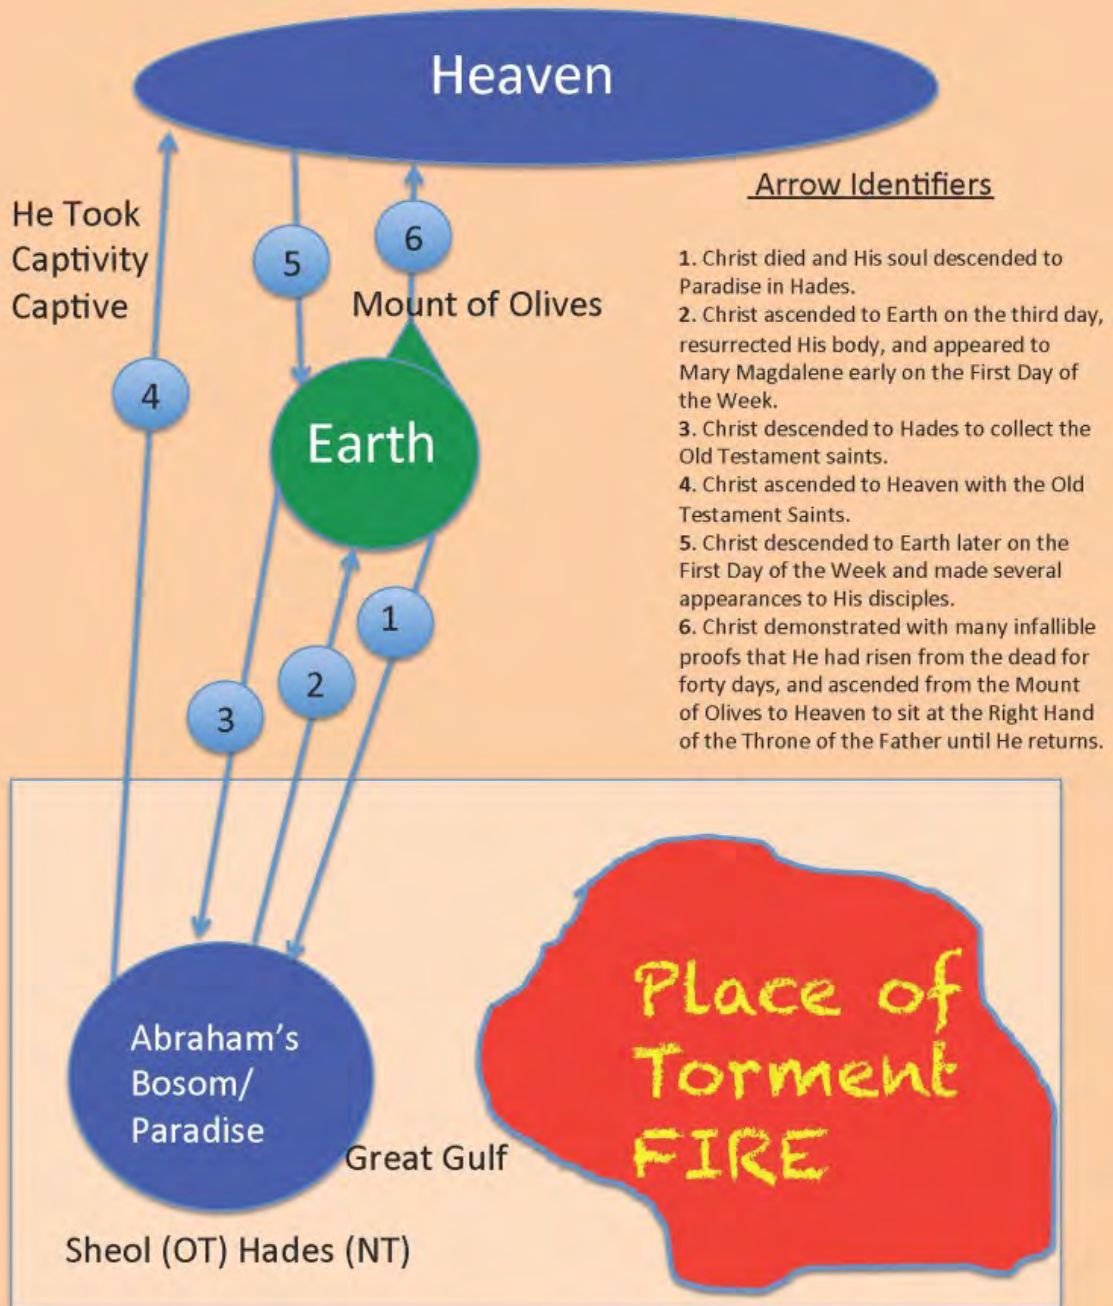 Heaven
He Took
Captivity
Captive
5
6
4
Mount of Olives
Earth
1
2
3
Arrow Identifiers
1. Christ died and His soul descended to
Paradise in Hades.
2. Christ ascended to Earth on the third day,
resurrected His body, and appeared to
Mary Magdalene early on the First Day of
the Week.
3. Christ descended to Hades to collect the
Old Testament saints.
4. Christ ascended to Heaven with the Old
Testament Saints.
5. Christ descended to Earth later on the
First Day of the Week and made several
appearances to His disciples.
6. Christ demonstrated with many infallible
proofs that He had risen from the dead for
forty days, and ascended from the Mount
of Olives to Heaven to sit at the Right Hand
of the Throne of the Father until He returns.
Abraham's
Bosom/
Paradise
Great Gulf
Place of
Torment
FIRE
Sheol (OT) Hades (NT)